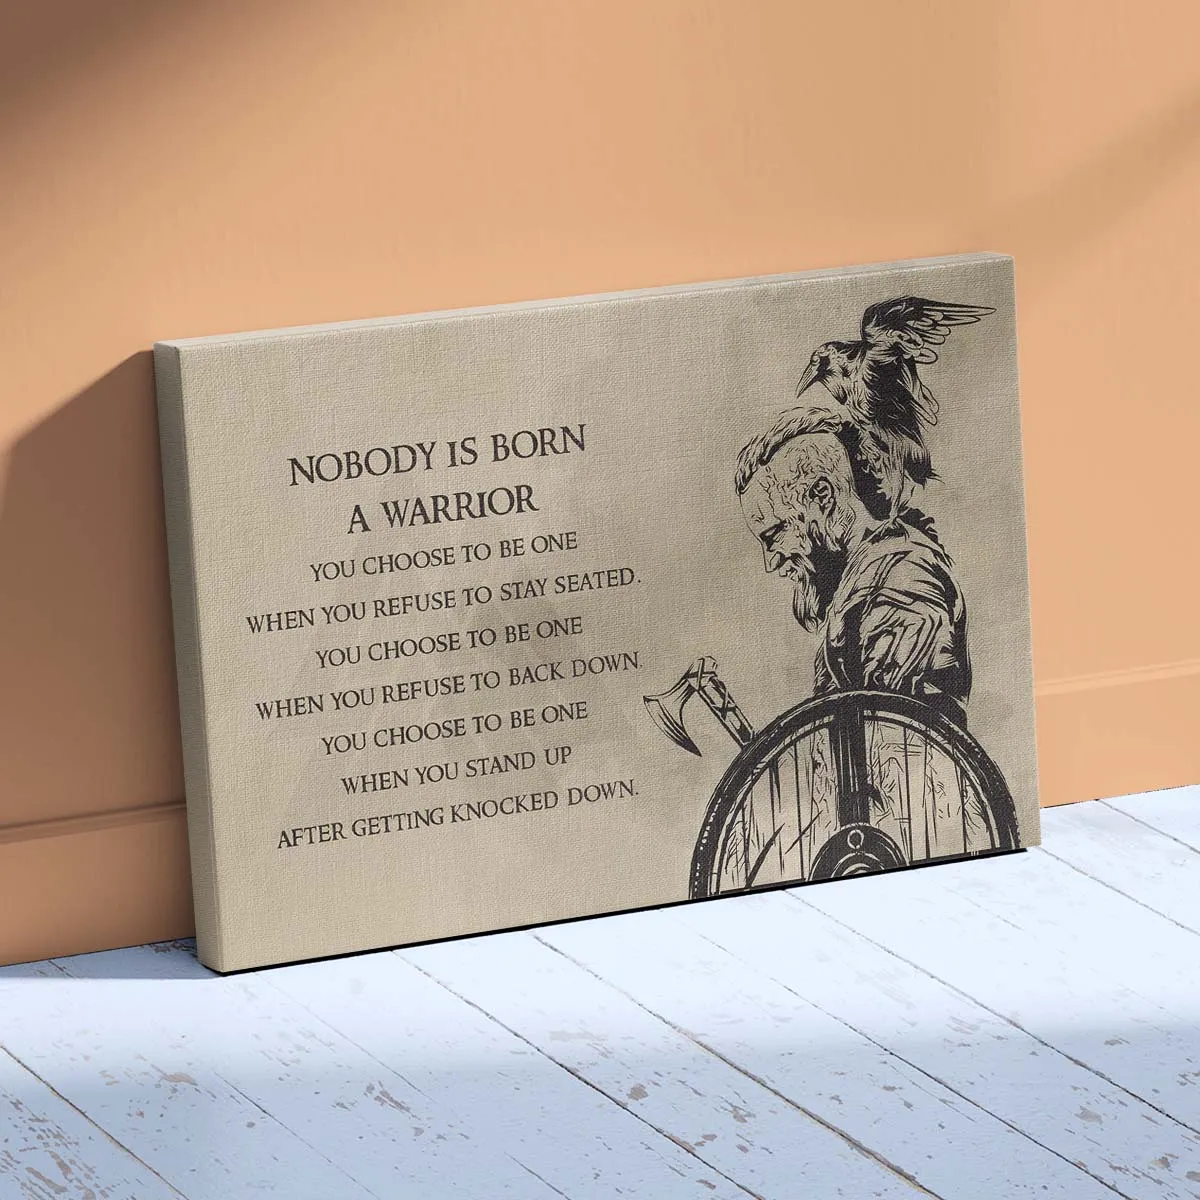 NOBODY IS BORN
A WARRIOR
YOU CHOOSE TO BE ONE
WHEN YOU REFUSE TO STAY SEATED.
YOU CHOOSE TO BE ONE
WHEN YOU REFUSE TO BACK DOWN.
YOU CHOOSE TO BE ONE
WHEN YOU STAND UP
AFTER GETTING KNOCKED DOWN.